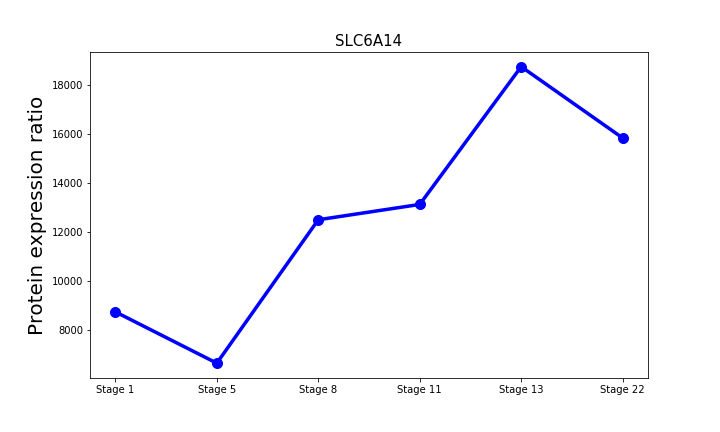 SLC6A14
Protein expression ratio
18000
16000
14000
12000
10000
8000
Stage 1 Stage 5 Stage 8 Stage 11 Stage 13 Stage 22